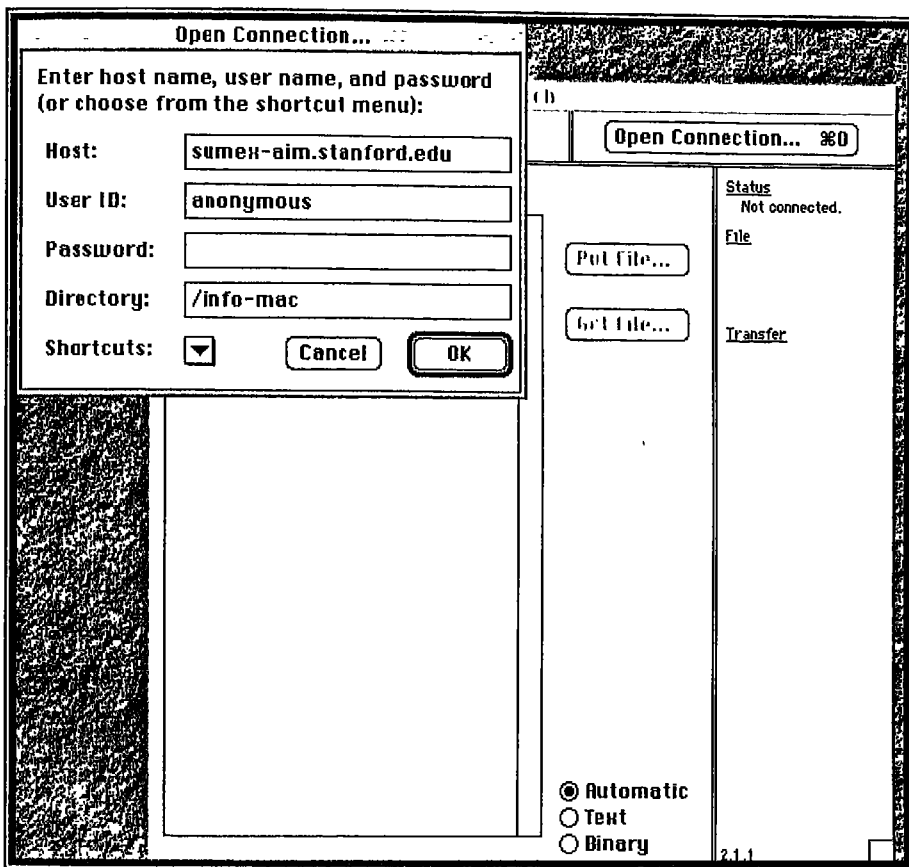 Open Connection...
Enter host name, user name, and password
(or choose from the shortcut menu):
Host: sumex-aim.stanford.edu
User ID: anonymous
Password:
Directory: /info-mac
Shortcuts:
Cancel OK
ch
Open Connection... ⌘O
Put File...
Get File...
Status
Not connected.
File
Transfer
Automatic
Text
Binary
2.1.1